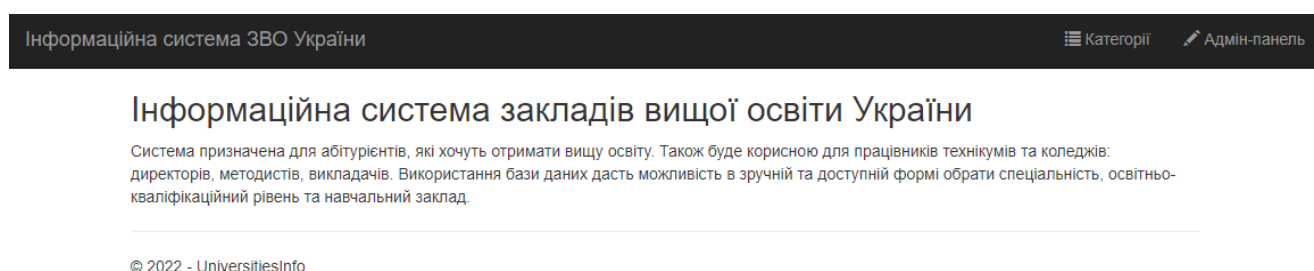 Інформаційна система ЗВО України
Категорії
Адмін-панель
Інформаційна система закладів вищої освіти України
Система призначена для абітурієнтів, які хочуть отримати вищу освіту. Також буде корисною для працівників технікумів та коледжів:
директорів, методистів, викладачів. Використання бази даних дасть можливість в зручній та доступній формі обрати спеціальність, освітньо-
кваліфікаційний рівень та навчальний заклад.
© 2022 - UniversitiesInfo